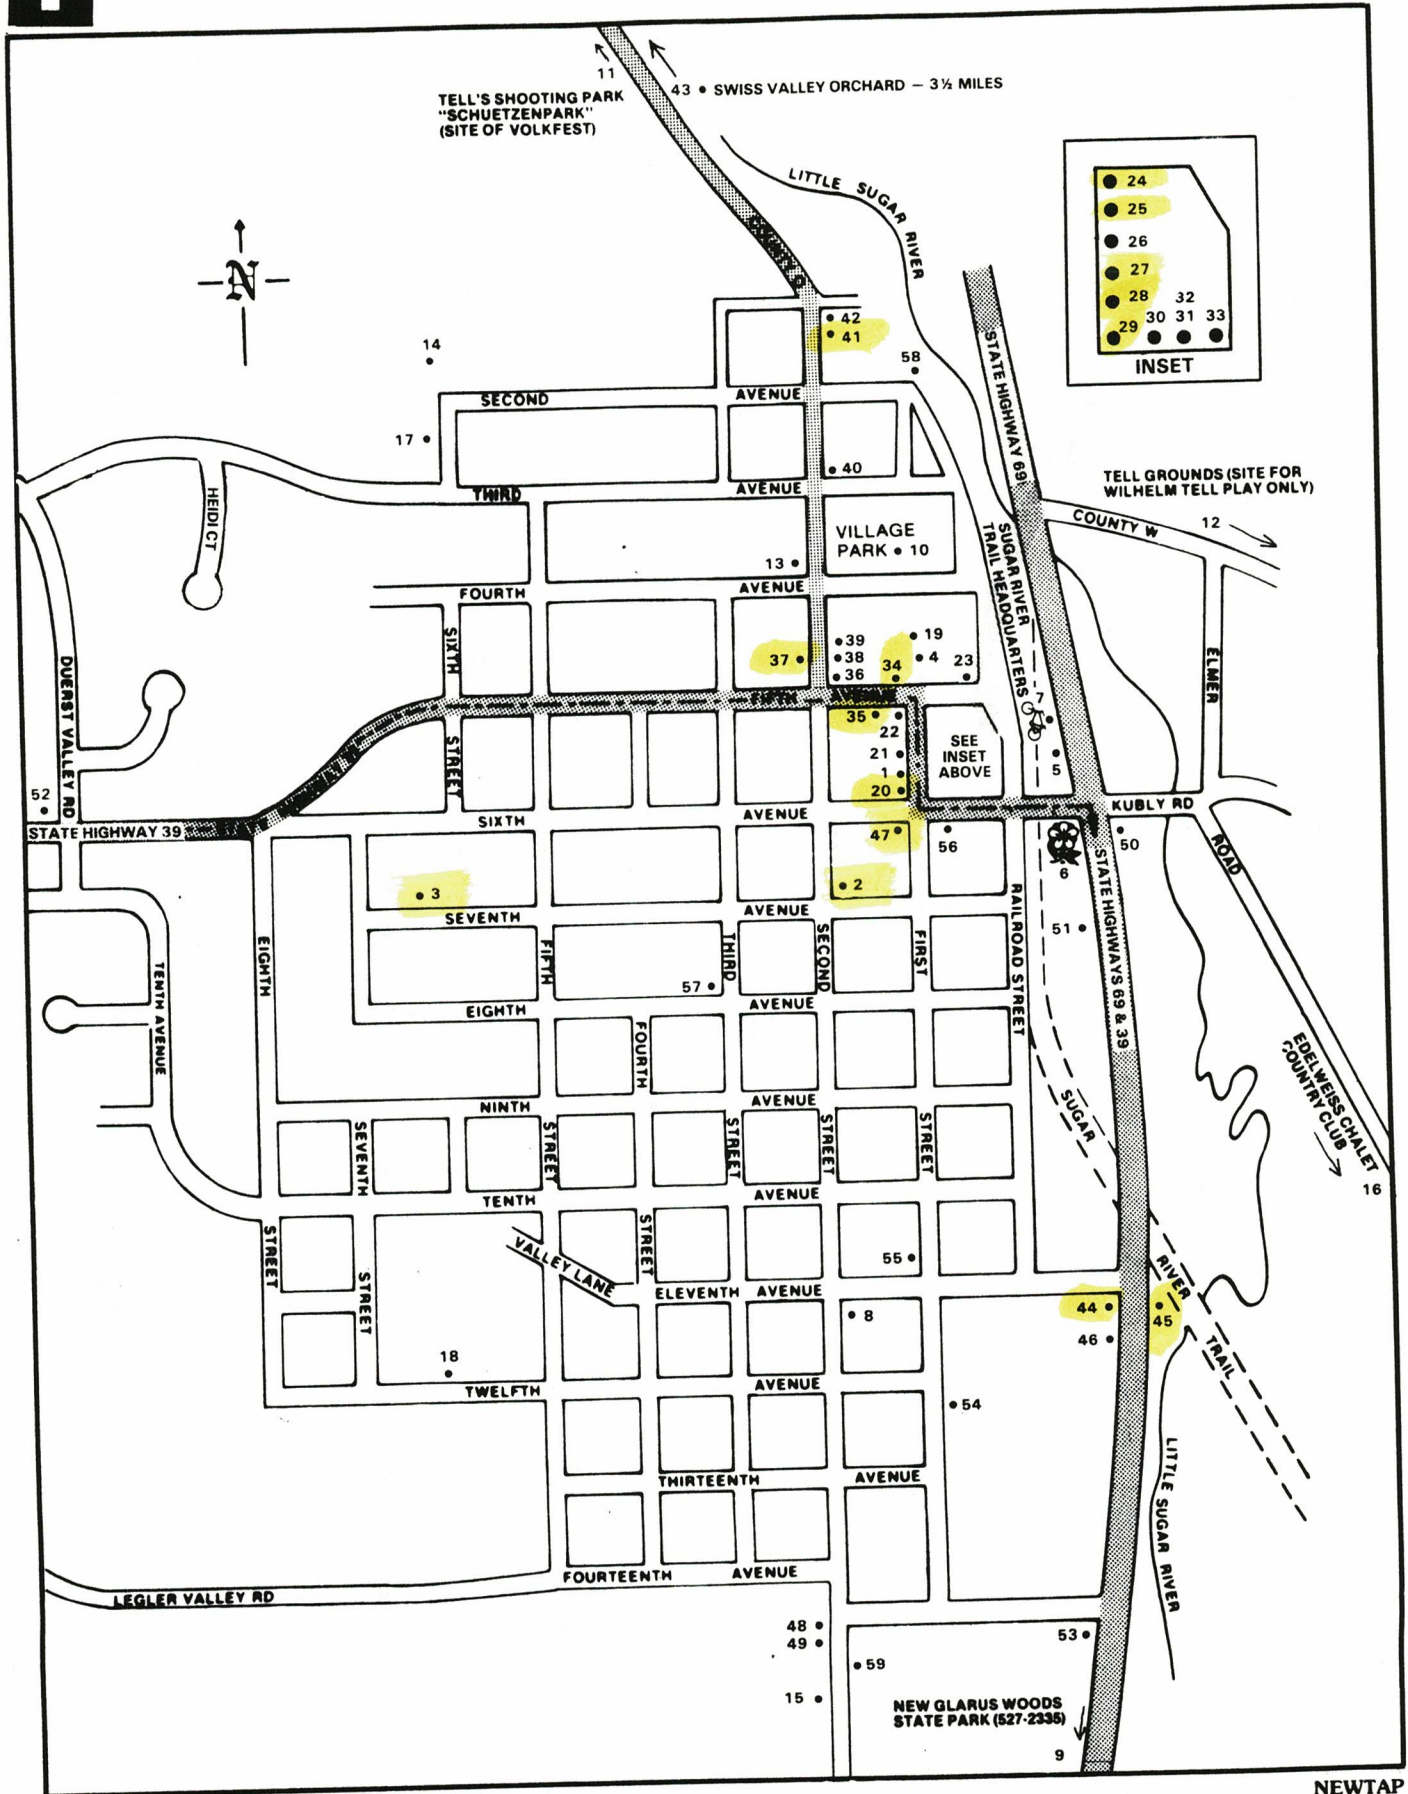 11
43 • SWISS VALLEY ORCHARD — 3½ MILES
TELL'S SHOOTING PARK
"SCHUETZENPARK"
(SITE OF VOLKFEST)
LITTLE SUGAR RIVER
24
25
26
27
28
29
30
32
31
33
INSET
N
42
41
14
58
STATE HIGHWAY 69
SECOND AVENUE
17
40
THIRD AVENUE
TELL GROUNDS (SITE FOR
WILHELM TELL PLAY ONLY)
12
COUNTY W
HEIDI CT
VILLAGE
PARK • 10
13
SUGAR RIVER
TRAIL HEADQUARTERS
FOURTH AVENUE
SIXTH
39
19
37
38
34
4
23
36
ELMER
DUERST VALLEY RD
FIFTH AVENUE
7
35
22
STREET
SEE
INSET
ABOVE
21
1
5
20
52
KUBLY RD
STATE HIGHWAY 39
SIXTH AVENUE
47
56
50
ROAD
6
3
2
SEVENTH AVENUE
RAILROAD STREET
STATE HIGHWAYS 69 & 39
51
EIGHTH
FIFTH
THIRD
SECOND
FIRST
TENTH AVENUE
57
EIGHTH AVENUE
FOURTH
EDELWEISS CHALET
COUNTRY CLUB
16
SUGAR
NINTH AVENUE
SEVENTH
STREET
STREET
STREET
STREET
TENTH AVENUE
STREET
STREET
VALLEY LANE
55
RIVER
STREET
ELEVENTH AVENUE
44
45
8
46
TRAIL
18
TWELFTH AVENUE
54
LITTLE SUGAR RIVER
THIRTEENTH AVENUE
FOURTEENTH AVENUE
LEGLER VALLEY RD
48
49
53
59
15
NEW GLARUS WOODS
STATE PARK (527-2335)
9
NEWTAP